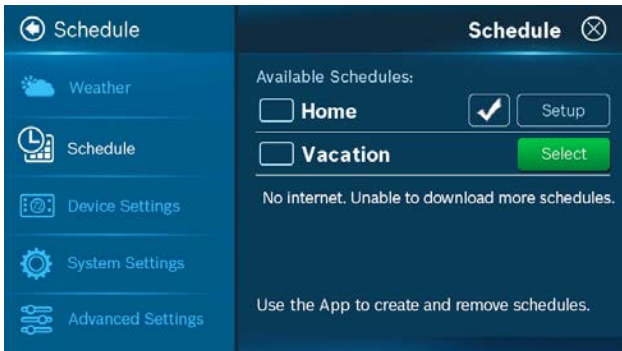 Schedule
Schedule
Weather
Schedule
Device Settings
System Settings
Advanced Settings
Available Schedules:
Home Setup
Vacation Select
No internet. Unable to download more schedules.
Use the App to create and remove schedules.